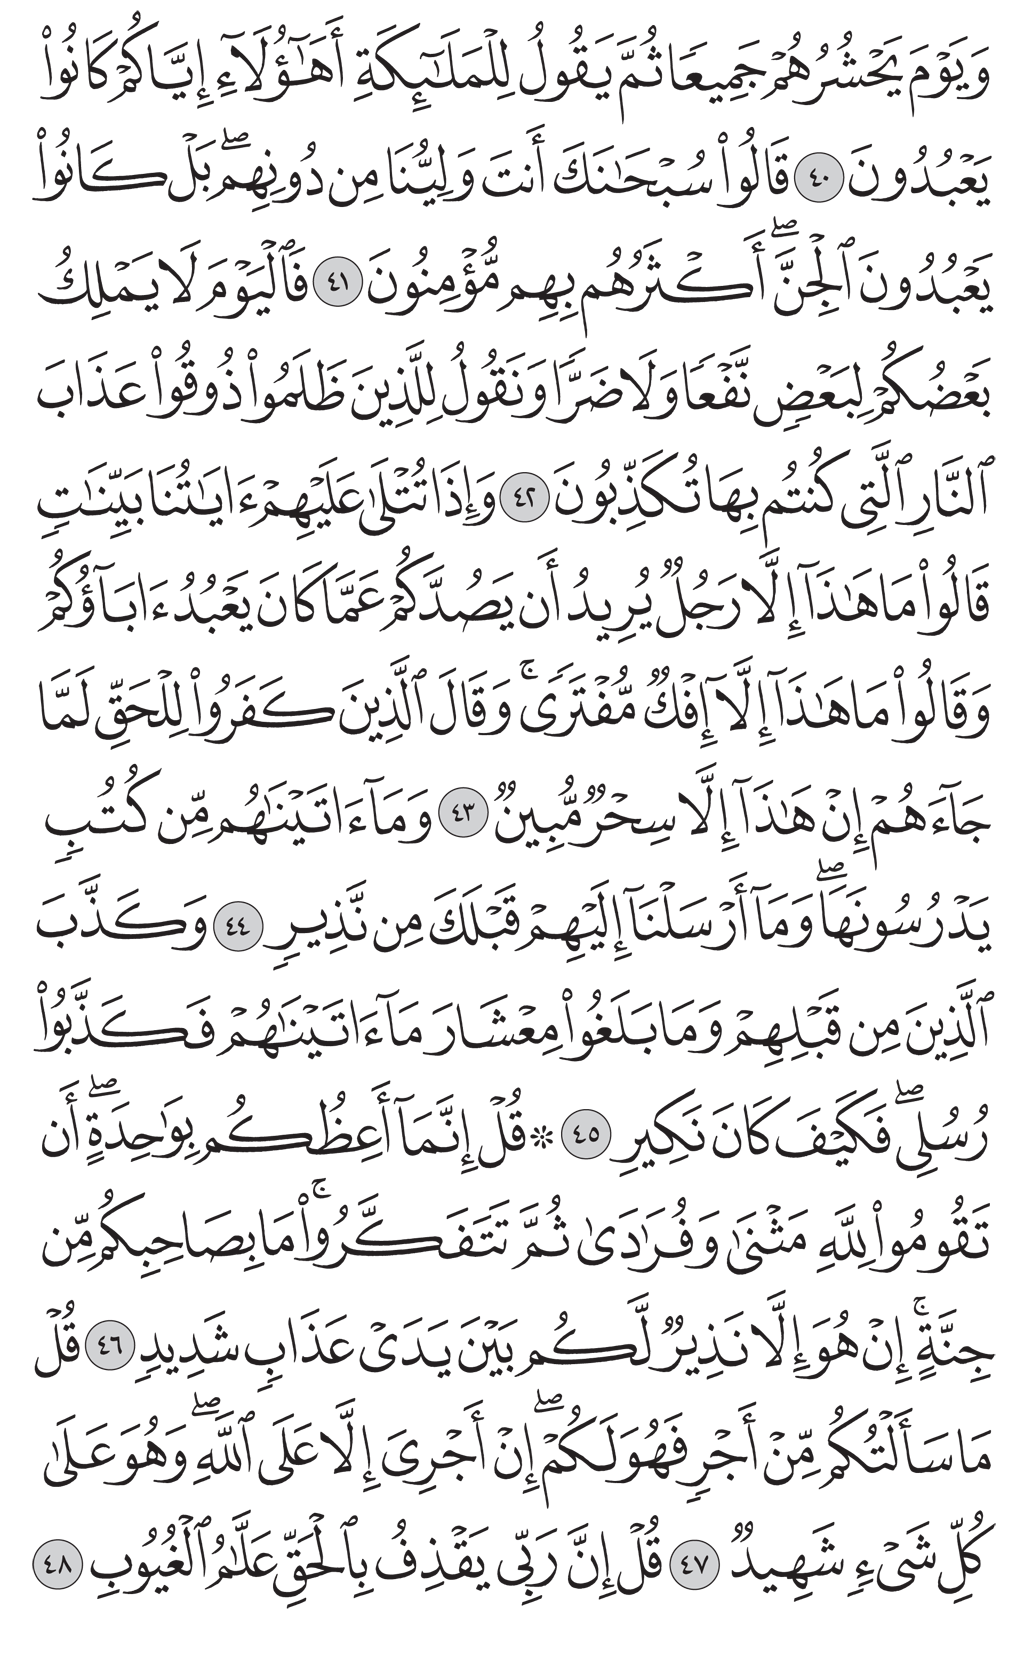 وَيَوۡمَ يَحۡشُرُهُمۡ جَمِيعٗا ثُمَّ يَقُولُ لِلۡمَلَٰٓئِكَةِ أَهَٰٓؤُلَآءِ إِيَّاكُمۡ كَانُواْ
يَعۡبُدُونَ ٤٠ قَالُواْ سُبۡحَٰنَكَ أَنتَ وَلِيُّنَا مِن دُونِهِمۖ بَلۡ كَانُواْ
يَعۡبُدُونَ ٱلۡجِنَّۖ أَكۡثَرُهُم بِهِم مُّؤۡمِنُونَ ٤١ فَٱلۡيَوۡمَ لَا يَمۡلِكُ
بَعۡضُكُمۡ لِبَعۡضٖ نَّفۡعٗا وَلَا ضَرّٗا وَنَقُولُ لِلَّذِينَ ظَلَمُواْ ذُوقُواْ عَذَابَ
ٱلنَّارِ ٱلَّتِي كُنتُم بِهَا تُكَذِّبُونَ ٤٢ وَإِذَا تُتۡلَىٰ عَلَيۡهِمۡ ءَايَٰتُنَا بَيِّنَٰتٖ
قَالُواْ مَا هَٰذَآ إِلَّا رَجُلٞ يُرِيدُ أَن يَصُدَّكُمۡ عَمَّا كَانَ يَعۡبُدُ ءَابَآؤُكُمۡ
وَقَالُواْ مَا هَٰذَآ إِلَّآ إِفۡكٞ مُّفۡتَرٗىۚ وَقَالَ ٱلَّذِينَ كَفَرُواْ لِلۡحَقِّ لَمَّا
جَآءَهُمۡ إِنۡ هَٰذَآ إِلَّا سِحۡرٞ مُّبِينٞ ٤٣ وَمَآ ءَاتَيۡنَٰهُم مِّن كُتُبٖ
يَدۡرُسُونَهَاۖ وَمَآ أَرۡسَلۡنَآ إِلَيۡهِمۡ قَبۡلَكَ مِن نَّذِيرٖ ٤٤ وَكَذَّبَ
ٱلَّذِينَ مِن قَبۡلِهِمۡ وَمَا بَلَغُواْ مِعۡشَارَ مَآ ءَاتَيۡنَٰهُمۡ فَكَذَّبُواْ
رُسُلِيۖ فَكَيۡفَ كَانَ نَكِيرِ ٤٥ ۞ قُلۡ إِنَّمَآ أَعِظُكُم بِوَٰحِدَةٍۖ أَن
تَقُومُواْ لِلَّهِ مَثۡنَىٰ وَفُرَٰدَىٰ ثُمَّ تَتَفَكَّرُواْۚ مَا بِصَاحِبِكُم مِّن
جِنَّةٍۚ إِنۡ هُوَ إِلَّا نَذِيرٞ لَّكُم بَيۡنَ يَدَيۡ عَذَابٖ شَدِيدٖ ٤٦ قُلۡ
مَا سَأَلۡتُكُم مِّنۡ أَجۡرٖ فَهُوَ لَكُمۡۖ إِنۡ أَجۡرِيَ إِلَّا عَلَى ٱللَّهِۖ وَهُوَ عَلَىٰ
كُلِّ شَيۡءٖ شَهِيدٞ ٤٧ قُلۡ إِنَّ رَبِّي يَقۡذِفُ بِٱلۡحَقِّ عَلَّٰمُ ٱلۡغُيُوبِ ٤٨